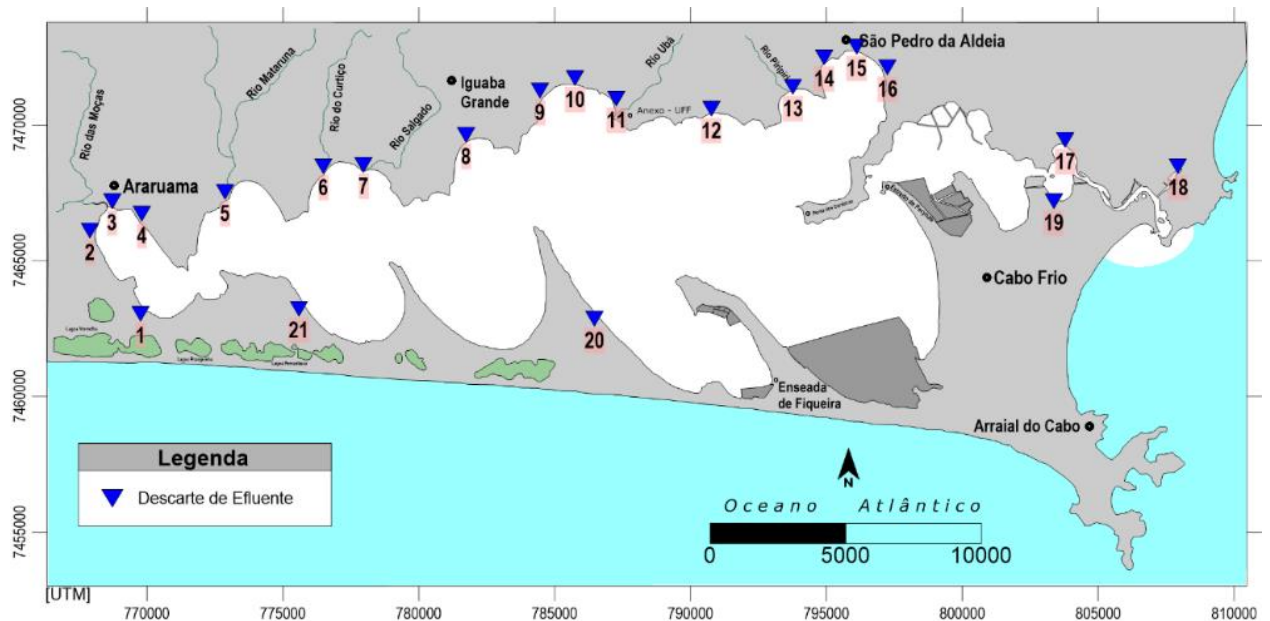 São Pedro da Aldeia
Rio Ubá
Rio Mataruna
Rio do Curtiço
Rio Piripiri
Iguaba
Grande
Rio das Moças
Rio Salgado
Anexo - UFF
Araruama
14
15
16
9
10
11
12
13
8
17
18
6
7
5
3
4
2
19
Cabo Frio
1
21
20
Enseada
de Fiqueira
Arraial do Cabo
Legenda
Descarte de Efluente
N
Oceano Atlântico
0 5000 10000
7470000
7465000
7460000
7455000
[UTM]
770000 775000 780000 785000 790000 795000 800000 805000 810000